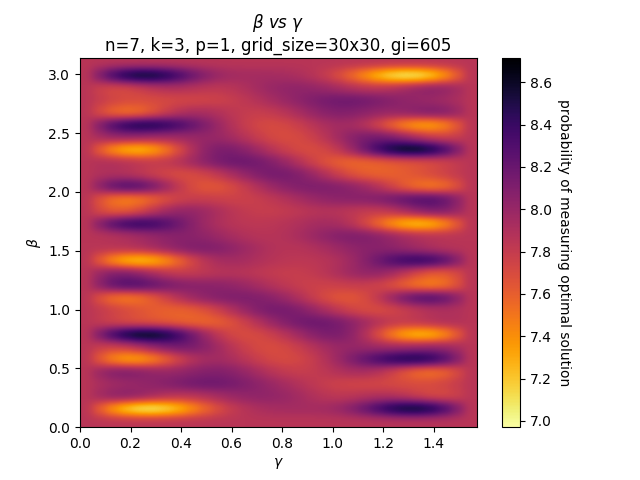 β vs γ
n=7, k=3, p=1, grid_size=30x30, gi=605
3.0
2.5
2.0
1.5
1.0
0.5
0.0
β
0.0 0.2 0.4 0.6 0.8 1.0 1.2 1.4
γ
8.6
8.4
8.2
8.0
7.8
7.6
7.4
7.2
7.0
probability of measuring optimal solution